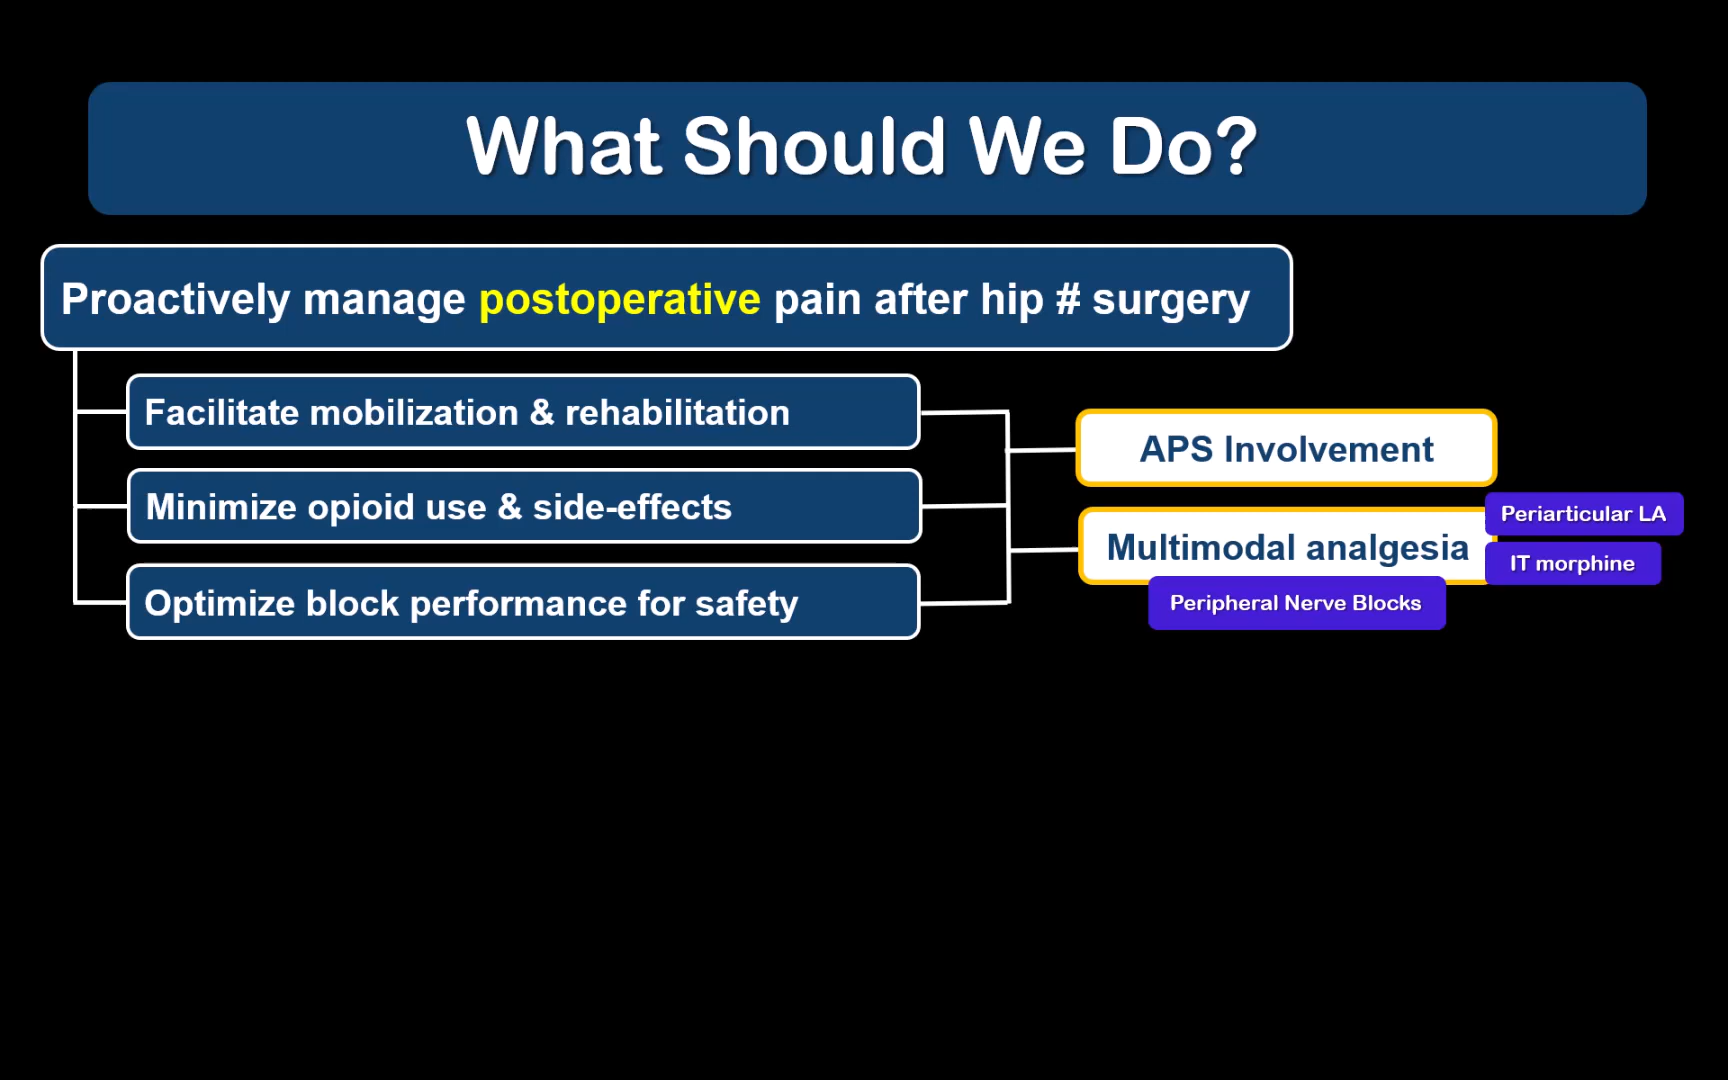 What Should We Do?
Proactively manage postoperative pain after hip # surgery
Facilitate mobilization & rehabilitation
Minimize opioid use & side-effects
Optimize block performance for safety
APS Involvement
Multimodal analgesia
Periarticular LA
IT morphine
Peripheral Nerve Blocks